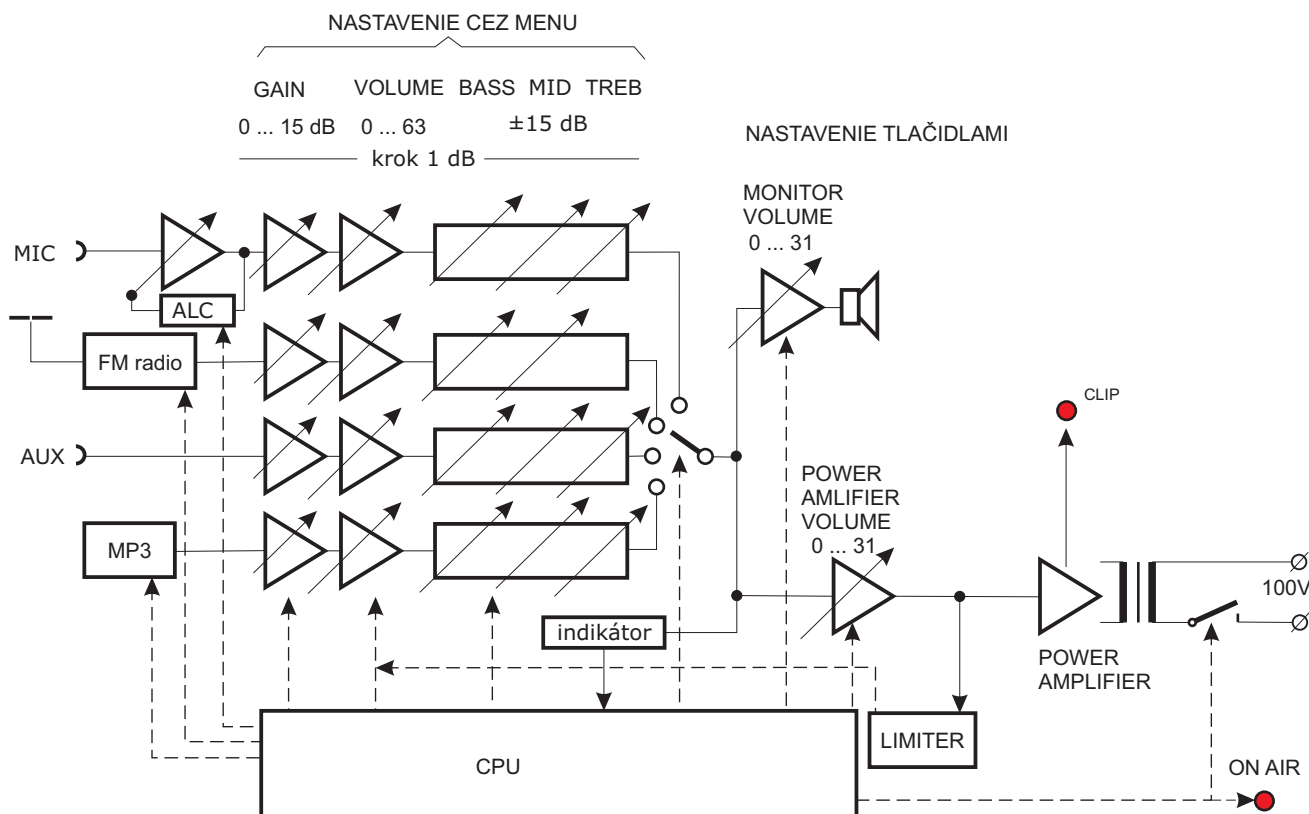 NASTAVENIE CEZ MENU
GAIN VOLUME BASS MID TREB
0 ... 15 dB 0 ... 63 ±15 dB
krok 1 dB
NASTAVENIE TLAČIDLAMI
MONITOR
VOLUME
0 ... 31
MIC
ALC
FM radio
CLIP
AUX
POWER
AMLIFIER
VOLUME
0 ... 31
MP3
100V
indikátor
POWER
AMPLIFIER
LIMITER
CPU
ON AIR